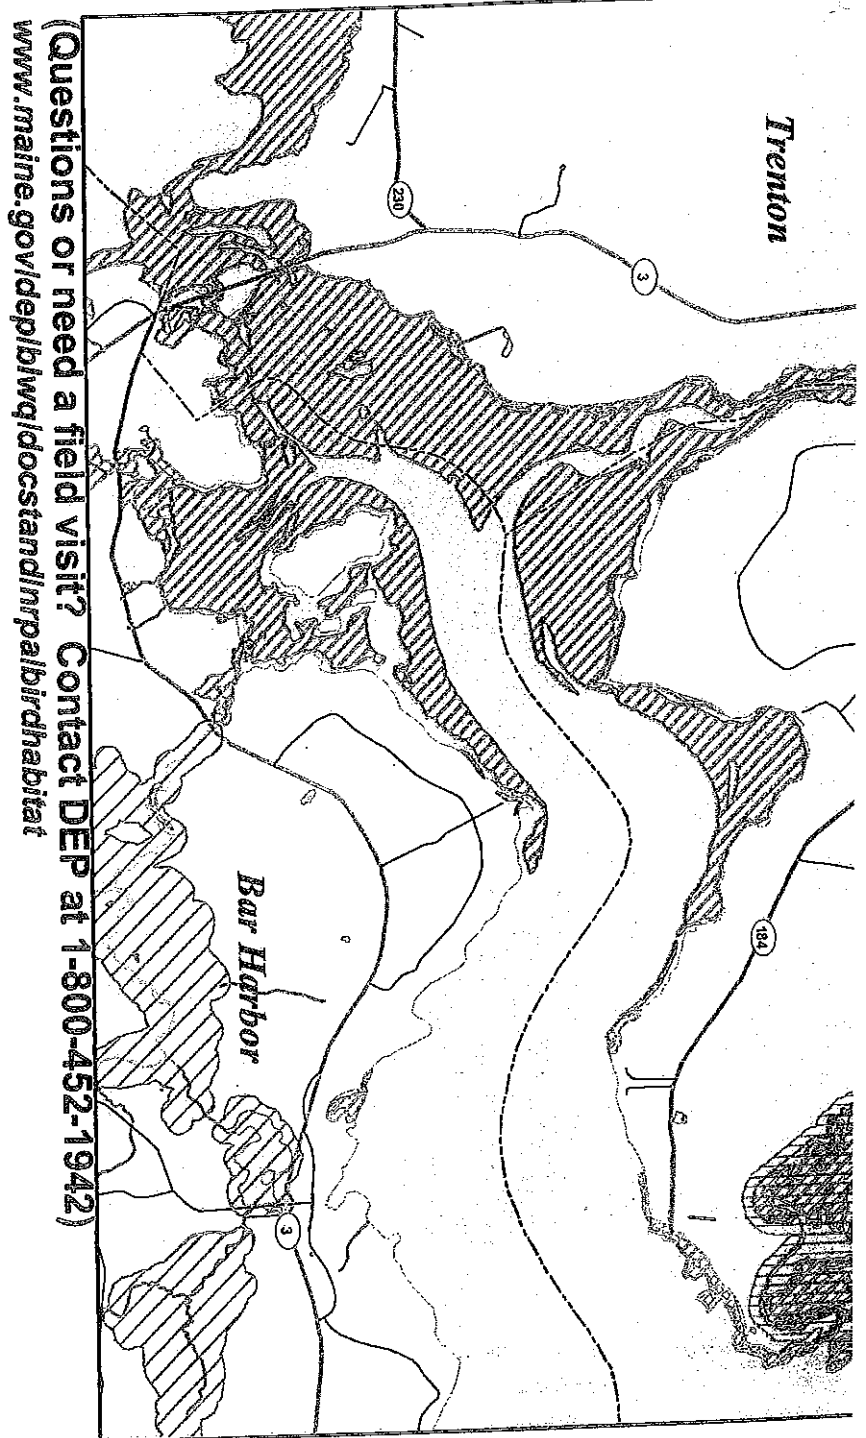 Trenton
230
3
184
Bar Harbor
3
(Questions or need a field visit? Contact DEP at 1-800-452-1942)
www.maine.gov/dep/blwq/docstand/nrpa/birdhabitat